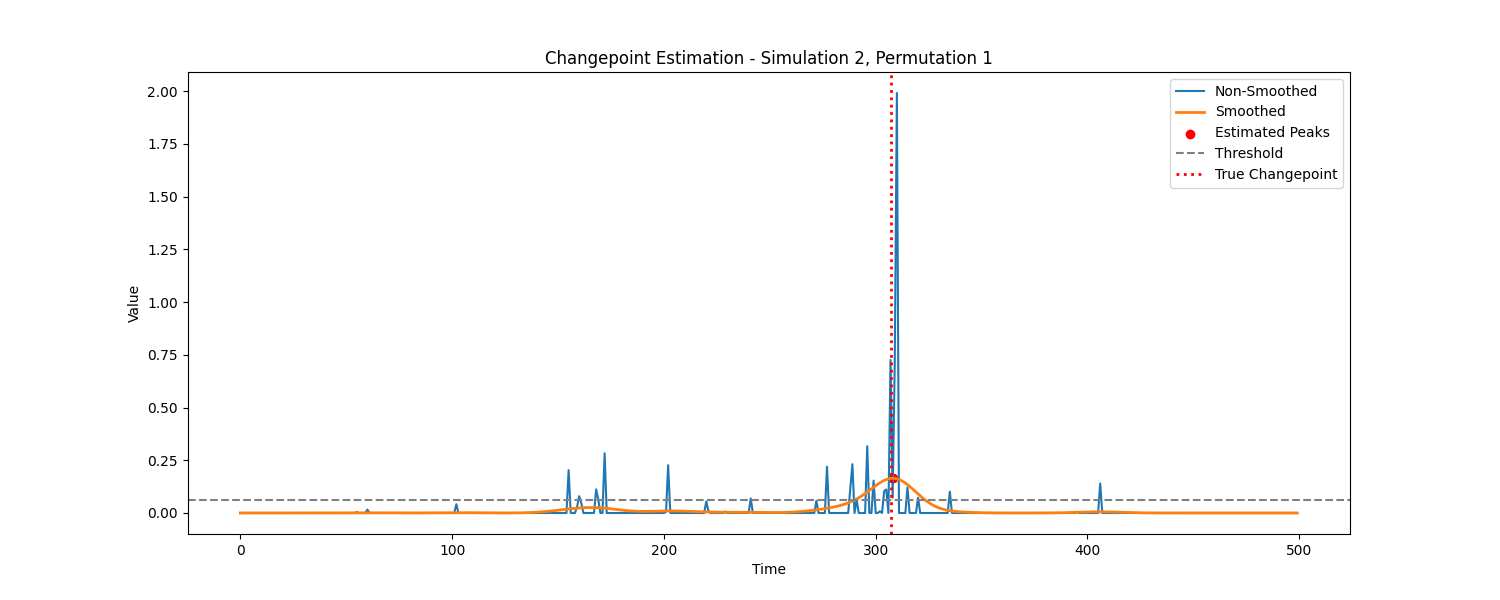 Changepoint Estimation - Simulation 2, Permutation 1
Non-Smoothed
Smoothed
Estimated Peaks
Threshold
True Changepoint
Value
2.00
1.75
1.50
1.25
1.00
0.75
0.50
0.25
0.00
0 100 200 300 400 500
Time